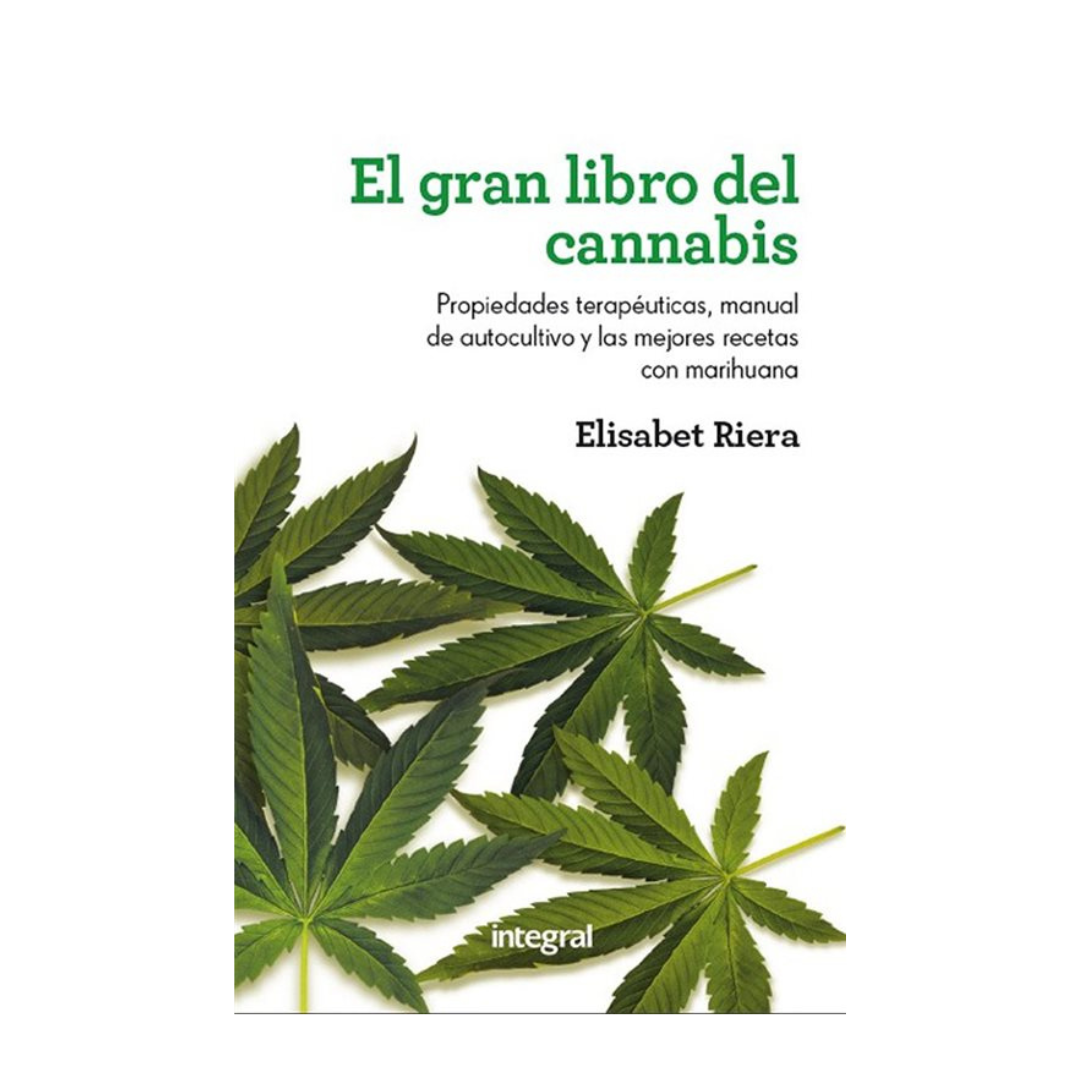 El gran libro del
cannabis
Propiedades terapéuticas, manual
de autocultivo y las mejores recetas
con marihuana
Elisabet Riera
integral